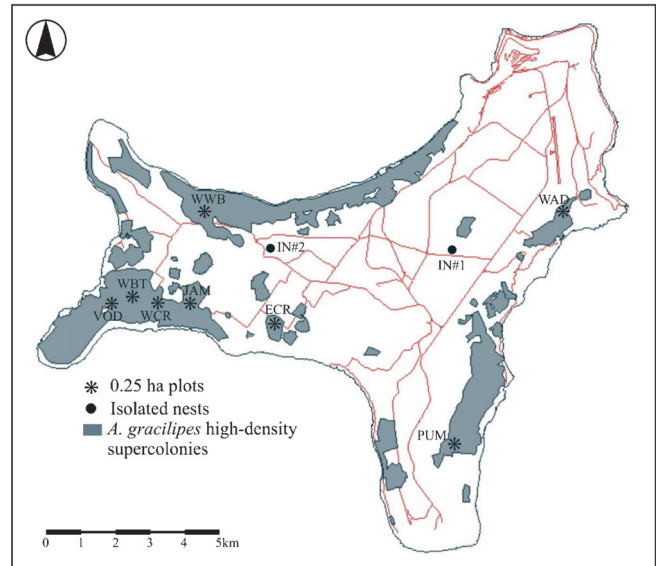 WWB
WAD
IN#2
IN#1
WBT
JAM
VOD
WCR
ECR
PUM
0.25 ha plots
Isolated nests
A. gracilipes high-density
supercolonies
0 1 2 3 4 5km